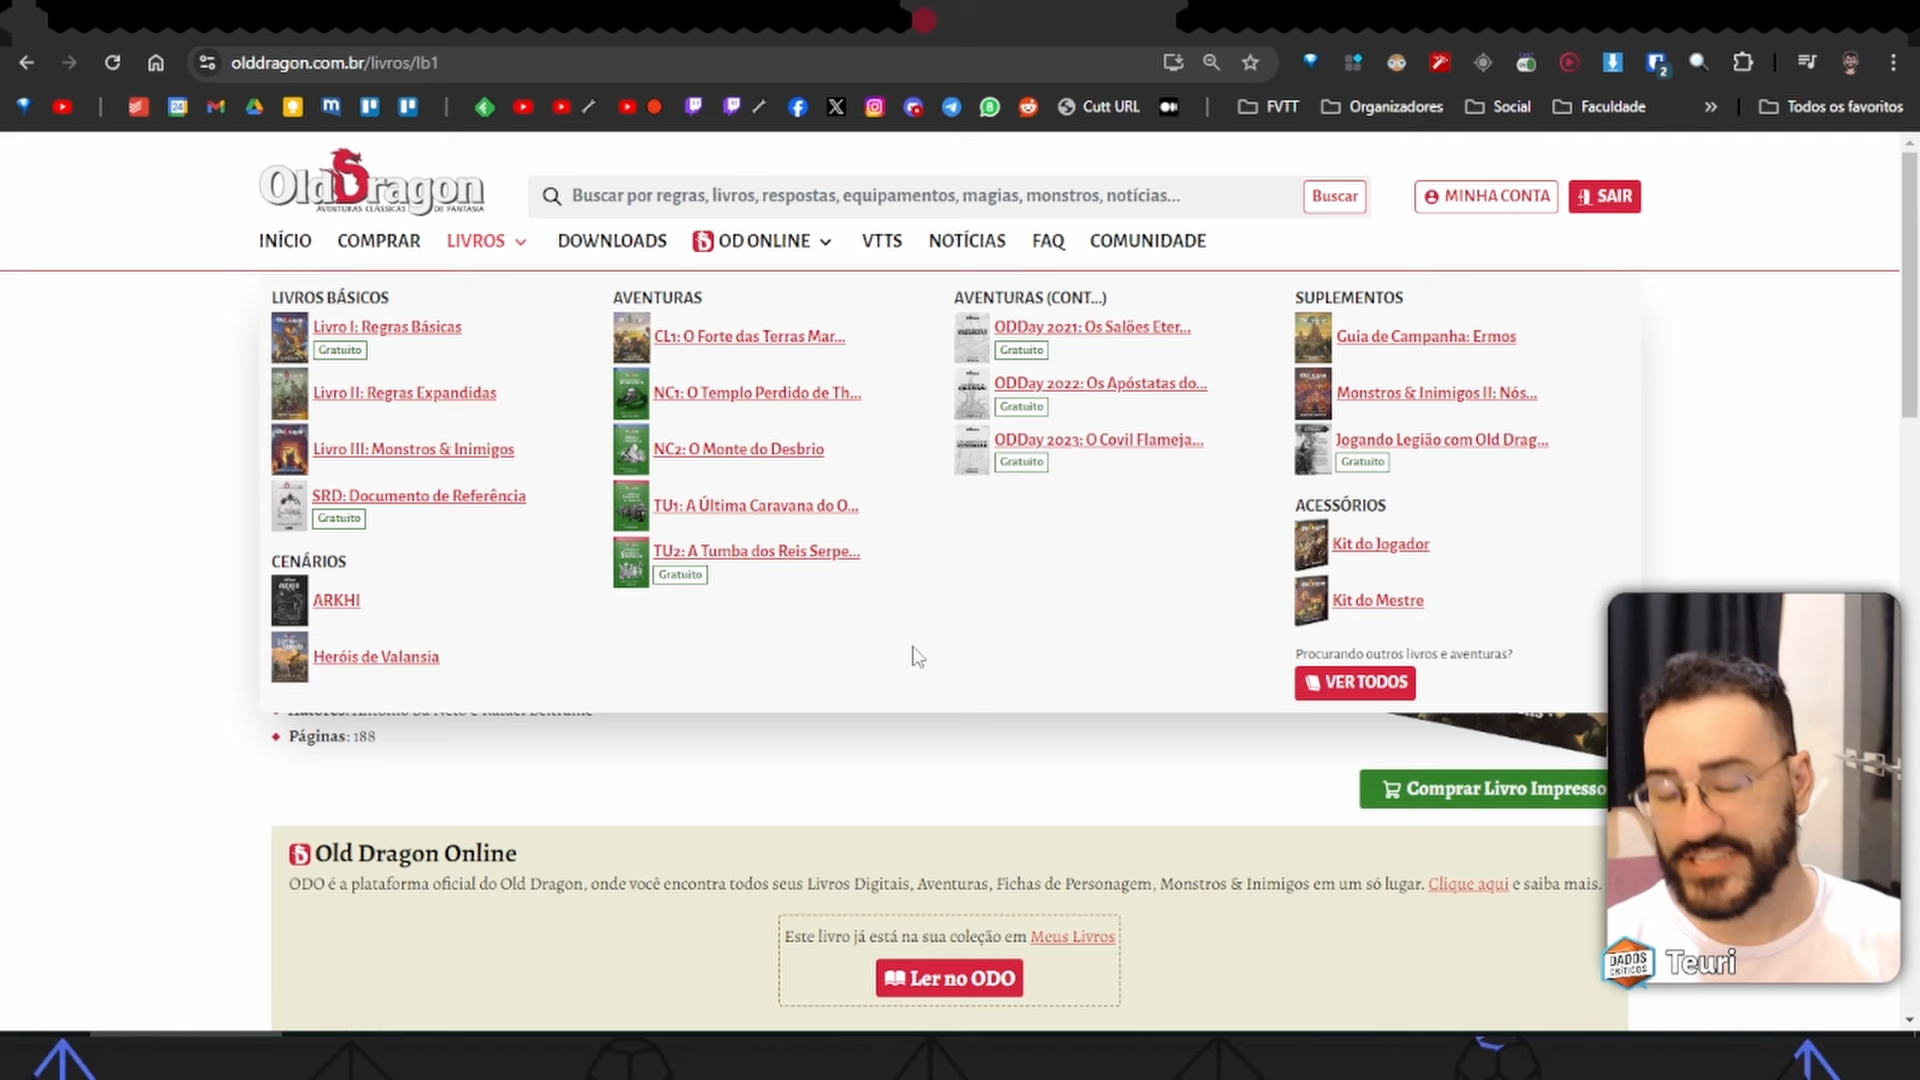 olddragon.com.br/livros/lb1
2
Cutt URL
FVTT
Organizadores
Social
Faculdade
Todos os favoritos
Old Dragon
AVENTURAS CLÁSSICAS DE FANTASIA
Buscar por regras, livros, respostas, equipamentos, magias, monstros, notícias...
Buscar
MINHA CONTA
SAIR
INÍCIO
COMPRAR
LIVROS
DOWNLOADS
OD ONLINE
VTTS
NOTÍCIAS
FAQ
COMUNIDADE
LIVROS BÁSICOS
Livro I: Regras Básicas
Gratuito
Livro II: Regras Expandidas
Livro III: Monstros & Inimigos
SRD: Documento de Referência
Gratuito
CENÁRIOS
ARKHI
Heróis de Valansia
AVENTURAS
CL1: O Forte das Terras Mar...
NC1: O Templo Perdido de Th...
NC2: O Monte do Desbrio
TU1: A Última Caravana do O...
TU2: A Tumba dos Reis Serpe...
Gratuito
AVENTURAS (CONT...)
ODDay 2021: Os Salões Eter...
Gratuito
ODDay 2022: Os Apóstatas do...
Gratuito
ODDay 2023: O Covil Flameja...
Gratuito
SUPLEMENTOS
Guia de Campanha: Ermos
Monstros & Inimigos II: Nós...
Jogando Legião com Old Drag...
Gratuito
ACESSÓRIOS
Kit do Jogador
Kit do Mestre
Procurando outros livros e aventuras?
VER TODOS
Páginas: 188
Comprar Livro Impresso
Old Dragon Online
ODO é a plataforma oficial do Old Dragon, onde você encontra todos seus Livros Digitais, Aventuras, Fichas de Personagem, Monstros & Inimigos em um só lugar. Clique aqui e saiba mais.
Este livro já está na sua coleção em Meus Livros
Ler no ODO
DADOS CRÍTICOS
Teuri